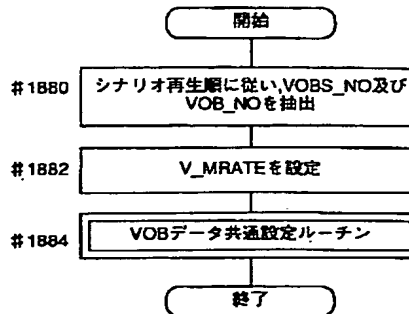 開始
#1880
シナリオ再生順に従い,VOBS_NO及び
VOB_NOを抽出
#1882
V_MRATEを設定
#1884
VOBデータ共通設定ルーチン
終了